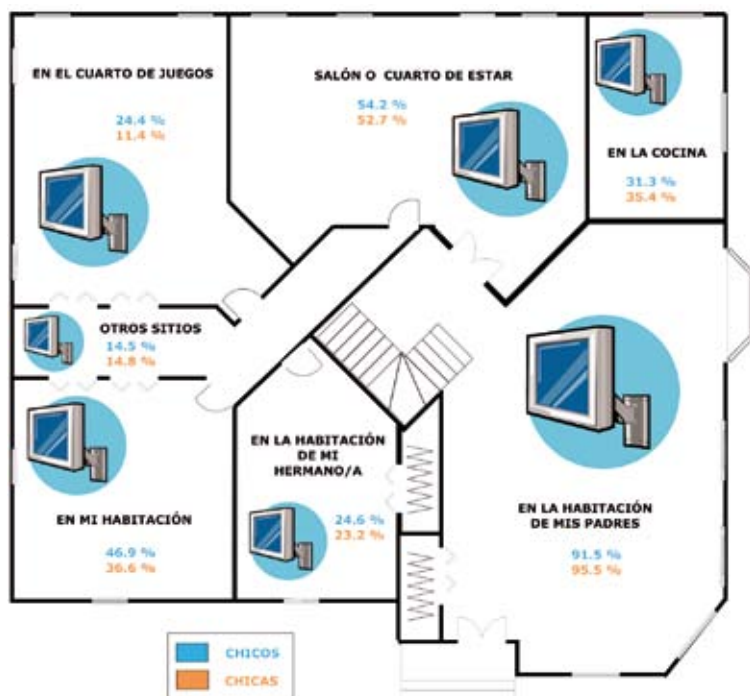 EN EL CUARTO DE JUEGOS
24.4 %
11.4 %
SALÓN O CUARTO DE ESTAR
54.2 %
52.7 %
EN LA COCINA
31.3 %
35.4 %
OTROS SITIOS
14.5 %
14.8 %
EN MI HABITACIÓN
46.9 %
36.6 %
EN LA HABITACIÓN
DE MI
HERMANO/A
24.6 %
23.2 %
EN LA HABITACIÓN
DE MIS PADRES
91.5 %
95.5 %
CHICOS
CHICAS